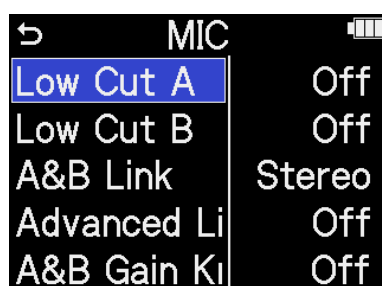 MIC
Low Cut A Off
Low Cut B Off
A&B Link Stereo
Advanced Li Off
A&B Gain Off